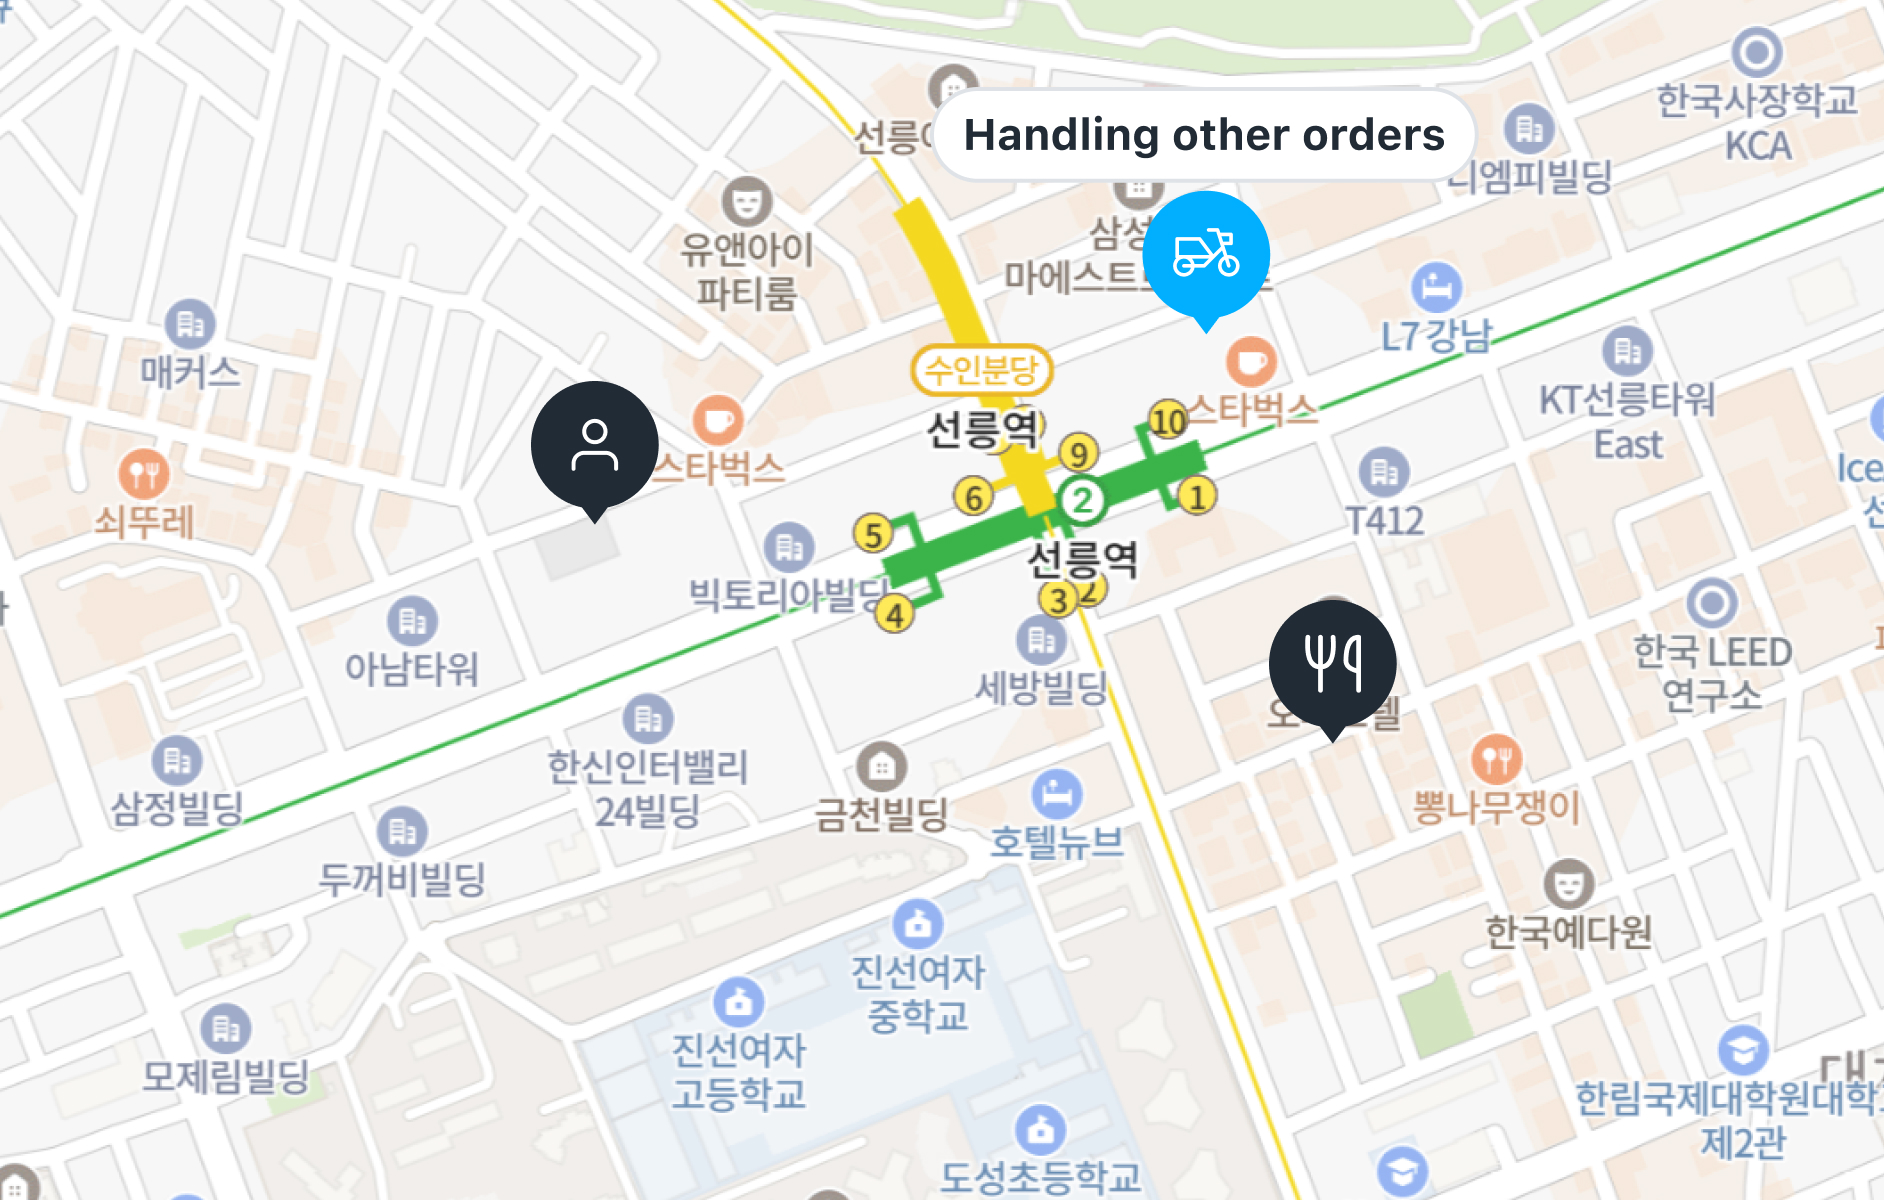 한국사장학교
KCA
Handling other orders
선릉
디엠피빌딩
유앤아이
파티룸
삼성
마에스트
L7 강남
매커스
수인분당
KT선릉타워
East
스타벅스
10
선릉역
9
스타벅스
6
2
1
5
쇠뚜레
T412
선릉역
빅토리아빌딩
4
3
2
아남타워
세방빌딩
한국 LEED
연구소
한신인터밸리
24빌딩
삼정빌딩
금천빌딩
뽕나무쟁이
호텔뉴브
두꺼비빌딩
한국예다원
진선여자
중학교
진선여자
고등학교
모제림빌딩
한림국제대학원대학
제2관
도성초등학교